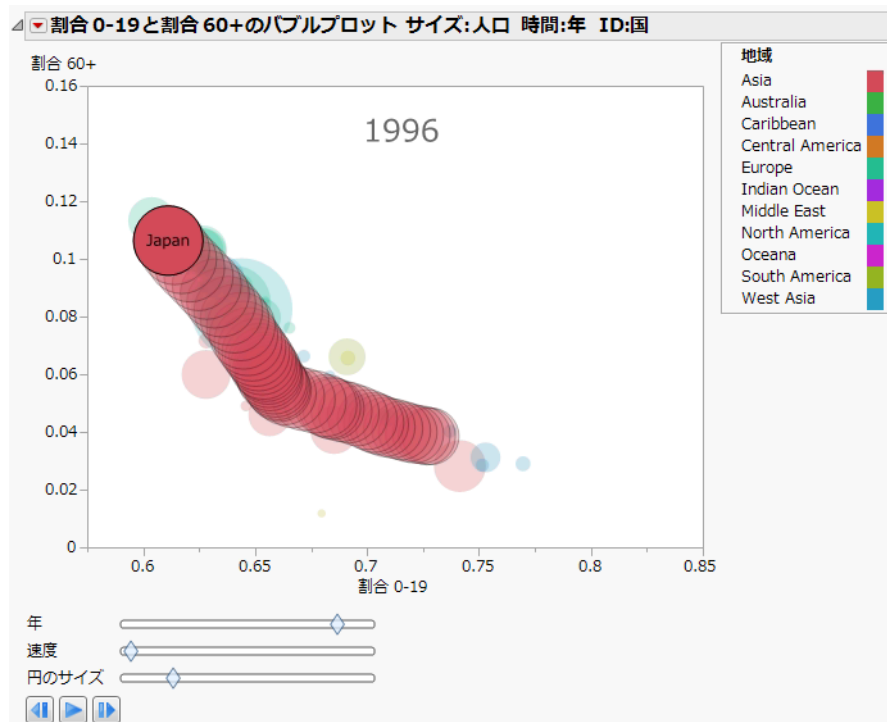 割合 0-19と割合 60+のバブルプロット サイズ:人口 時間:年 ID:国
割合 60+
0.16
0.14
0.12
0.1
0.08
0.06
0.04
0.02
0
1996
Japan
0.6 0.65 0.7 0.75 0.8 0.85
割合 0-19
地域
Asia
Australia
Caribbean
Central America
Europe
Indian Ocean
Middle East
North America
Oceana
South America
West Asia
年
速度
円のサイズ